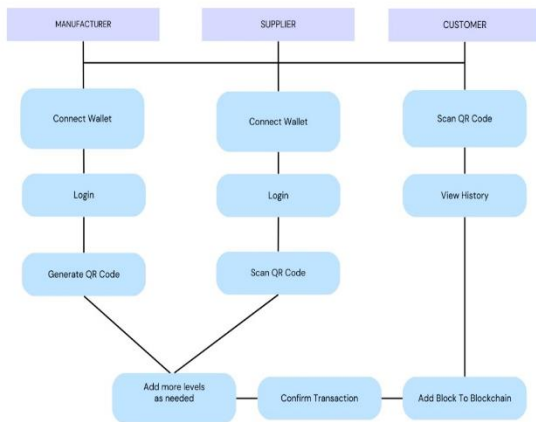 MANUFACTURER
SUPPLIER
CUSTOMER
Connect Wallet
Connect Wallet
Scan QR Code
Login
Login
View History
Generate QR Code
Scan QR Code
Add more levels
as needed
Confirm Transaction
Add Block To Blockchain